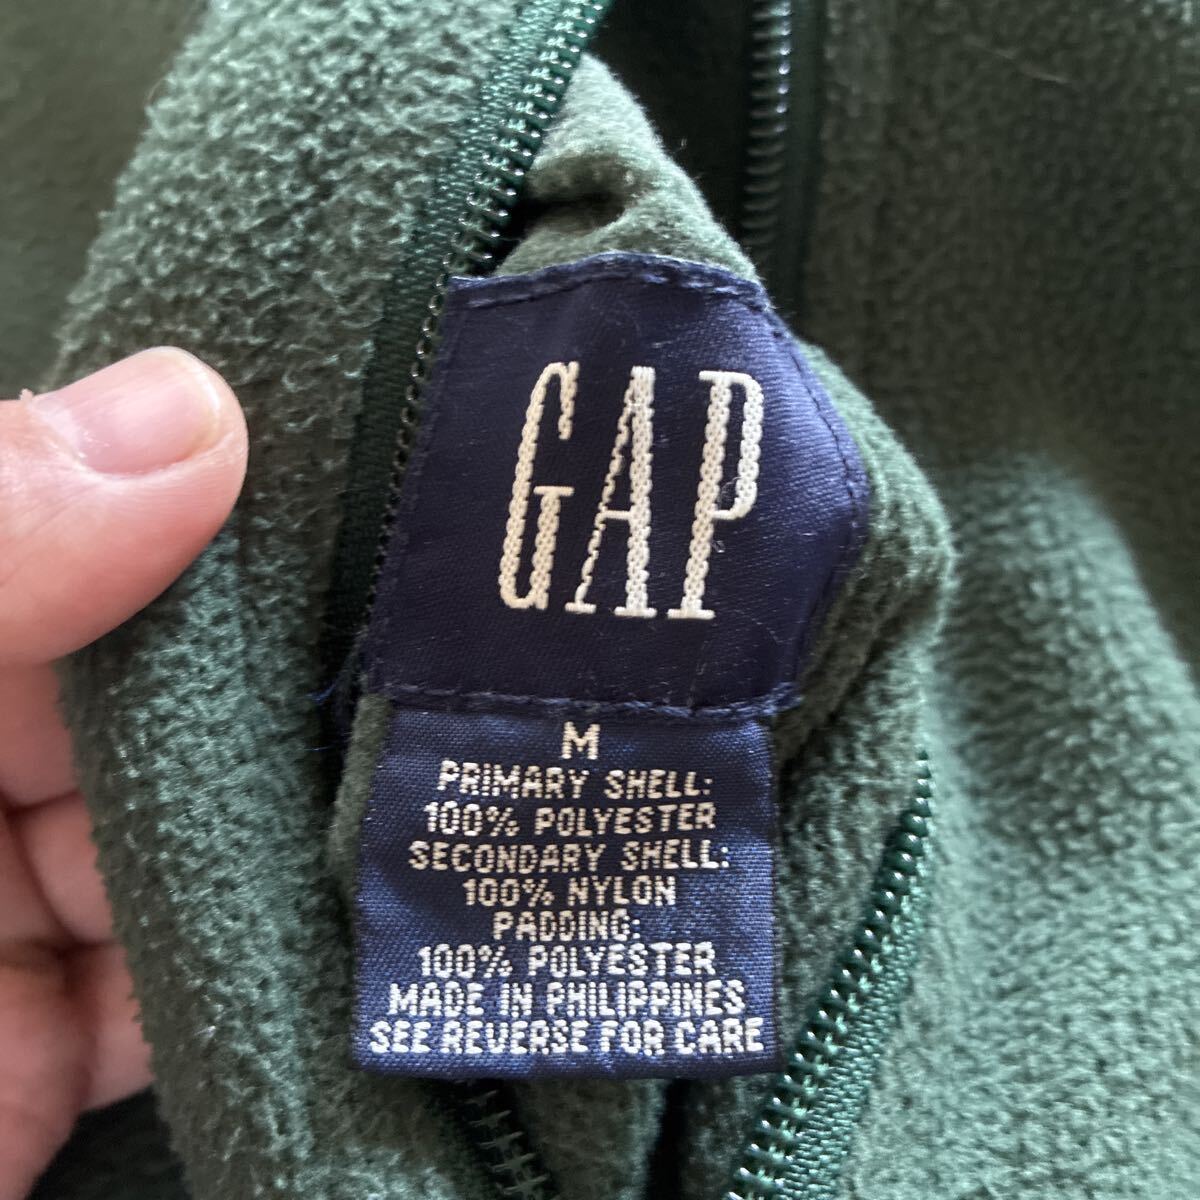 GAP
M
PRIMARY SHELL:
100% POLYESTER
SECONDARY SHELL:
100% NYLON
PADDING:
100% POLYESTER
MADE IN PHILIPPINES
SEE REVERSE FOR CARE